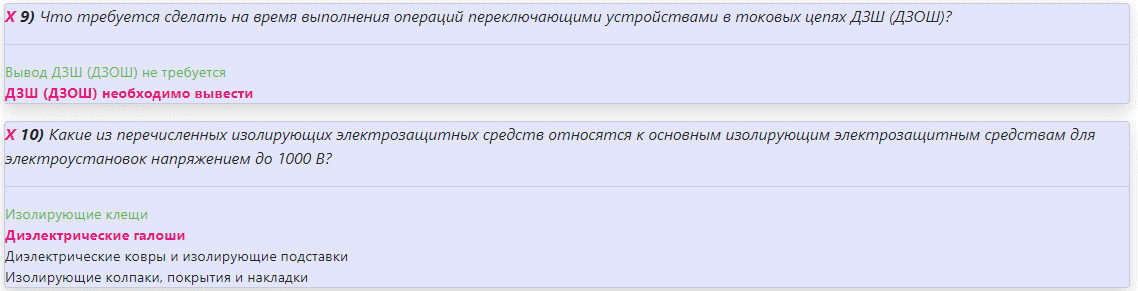 X 9) Что требуется сделать на время выполнения операций переключающими устройствами в токовых цепях ДЗШ (ДЗОШ)?
Вывод ДЗШ (ДЗОШ) не требуется
ДЗШ (ДЗОШ) необходимо вывести
X 10) Какие из перечисленных изолирующих электрозащитных средств относятся к основным изолирующим электрозащитным средствам для
электроустановок напряжением до 1000 В?
Изолирующие клещи
Диэлектрические галоши
Диэлектрические ковры и изолирующие подставки
Изолирующие колпаки, покрытия и накладки